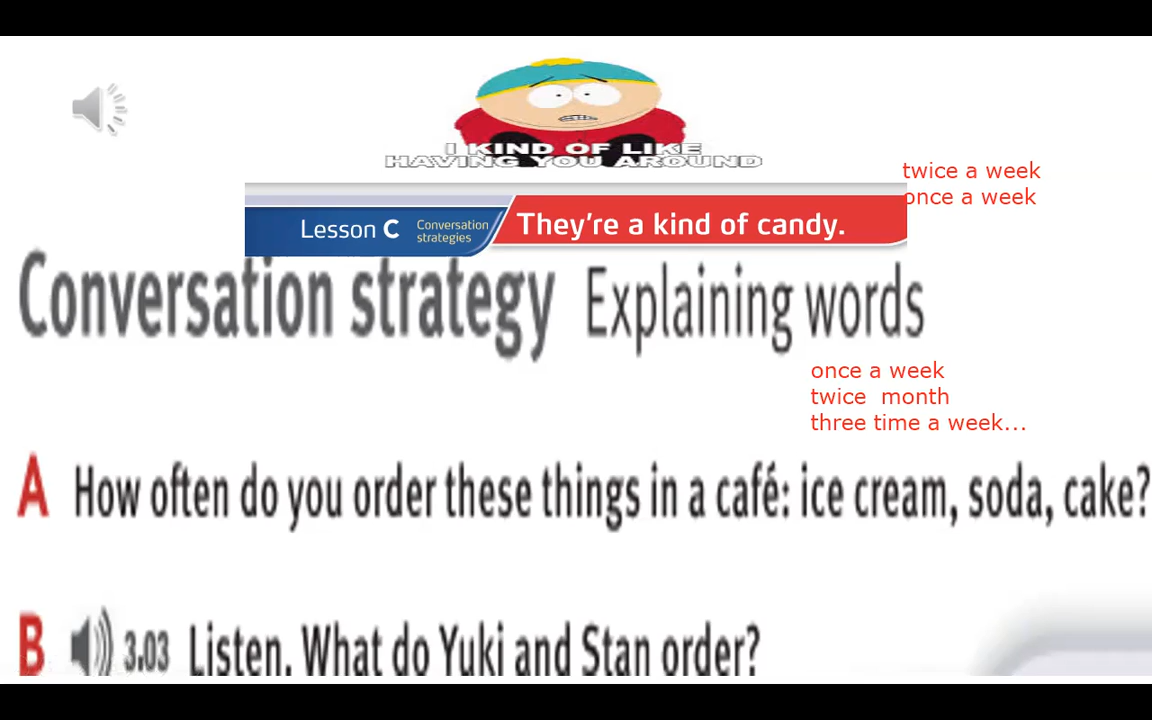 I KIND OF LIKE
HAVING YOU AROUND
twice a week
once a week
Lesson C Conversation strategies They're a kind of candy.
Conversation strategy Explaining words
once a week
twice month
three time a week...
A How often do you order these things in a café: ice cream, soda, cake?
B 3.03 Listen. What do Yuki and Stan order?